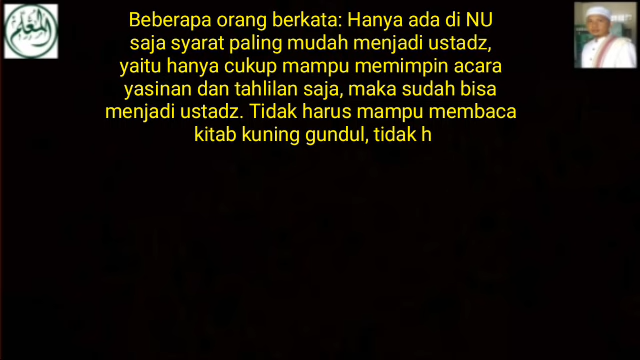 Beberapa orang berkata: Hanya ada di NU
saja syarat paling mudah menjadi ustadz,
yaitu hanya cukup mampu memimpin acara
yasinan dan tahlilan saja, maka sudah bisa
menjadi ustadz. Tidak harus mampu membaca
kitab kuning gundul, tidak h